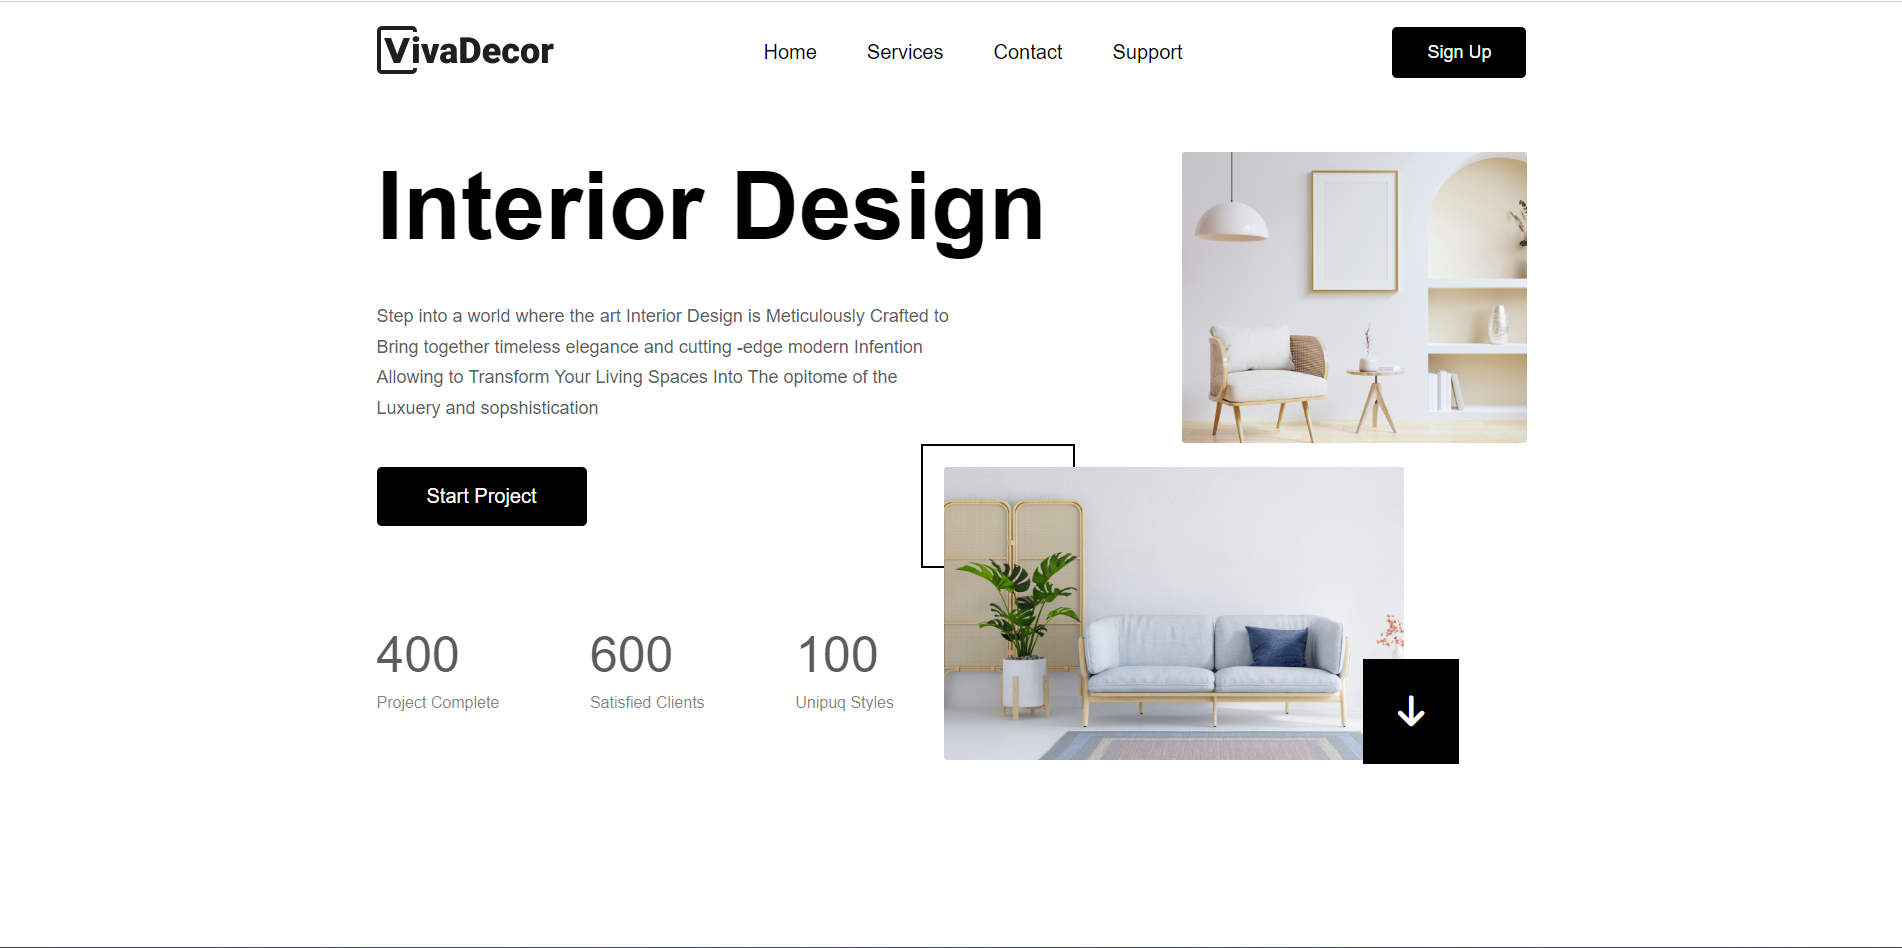 VivaDecor
Home Services Contact Support
Sign Up
Interior Design
Step into a world where the art Interior Design is Meticulously Crafted to
Bring together timeless elegance and cutting -edge modern Infention
Allowing to Transform Your Living Spaces Into The opitome of the
Luxuery and sopshistication
Start Project
400 600 100
Project Complete Satisfied Clients Unipuq Styles